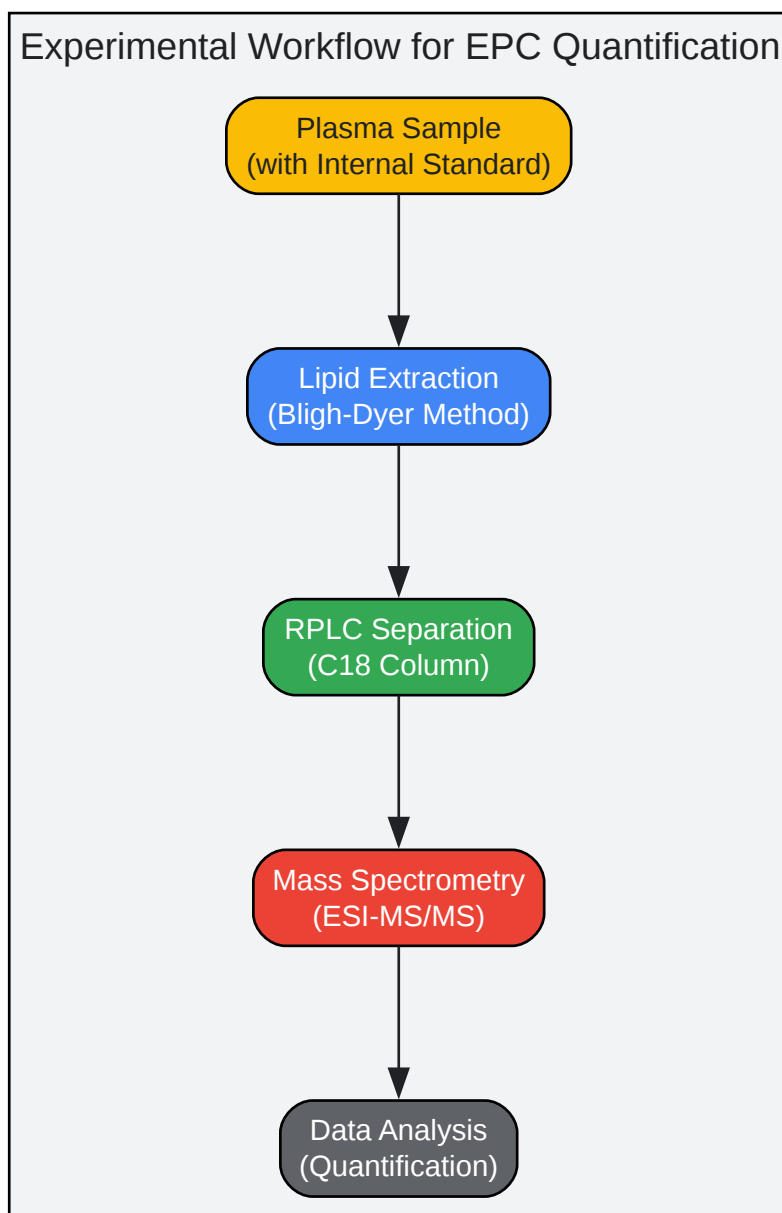 Experimental Workflow for EPC Quantification
Plasma Sample
(with Internal Standard)
Lipid Extraction
(Bligh-Dyer Method)
RPLC Separation
(C18 Column)
Mass Spectrometry
(ESI-MS/MS)
Data Analysis
(Quantification)